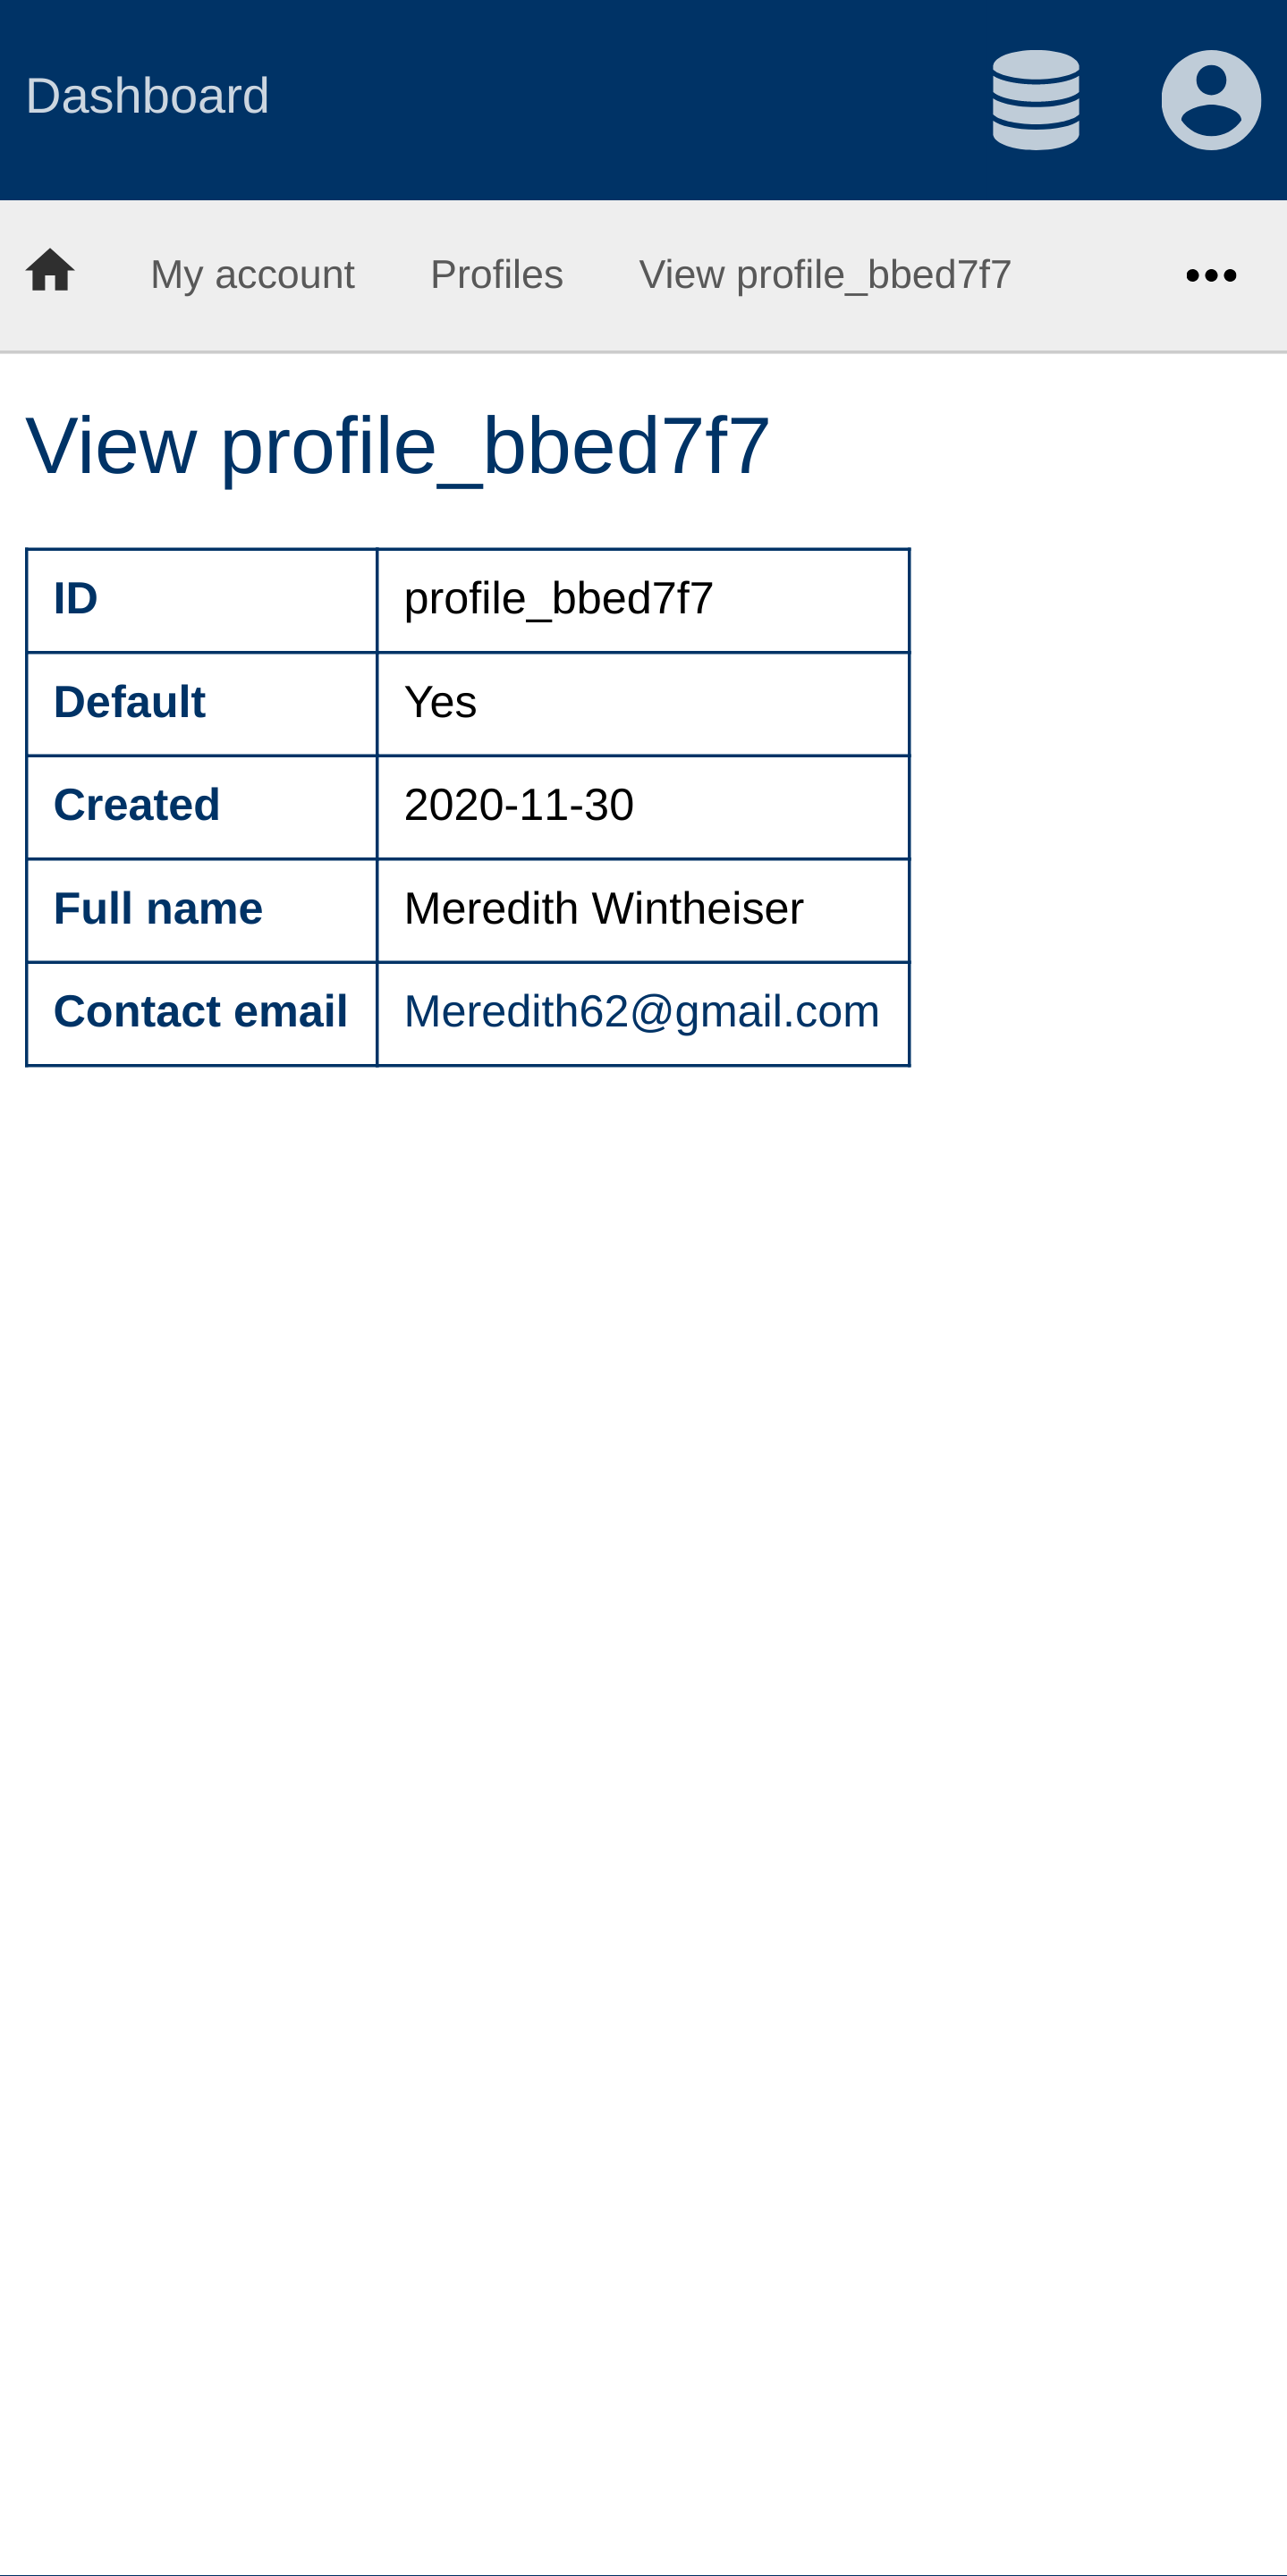 Dashboard
My account Profiles View profile_bbed7f7
View profile_bbed7f7
ID profile_bbed7f7
Default Yes
Created 2020-11-30
Full name Meredith Wintheiser
Contact email Meredith62@gmail.com